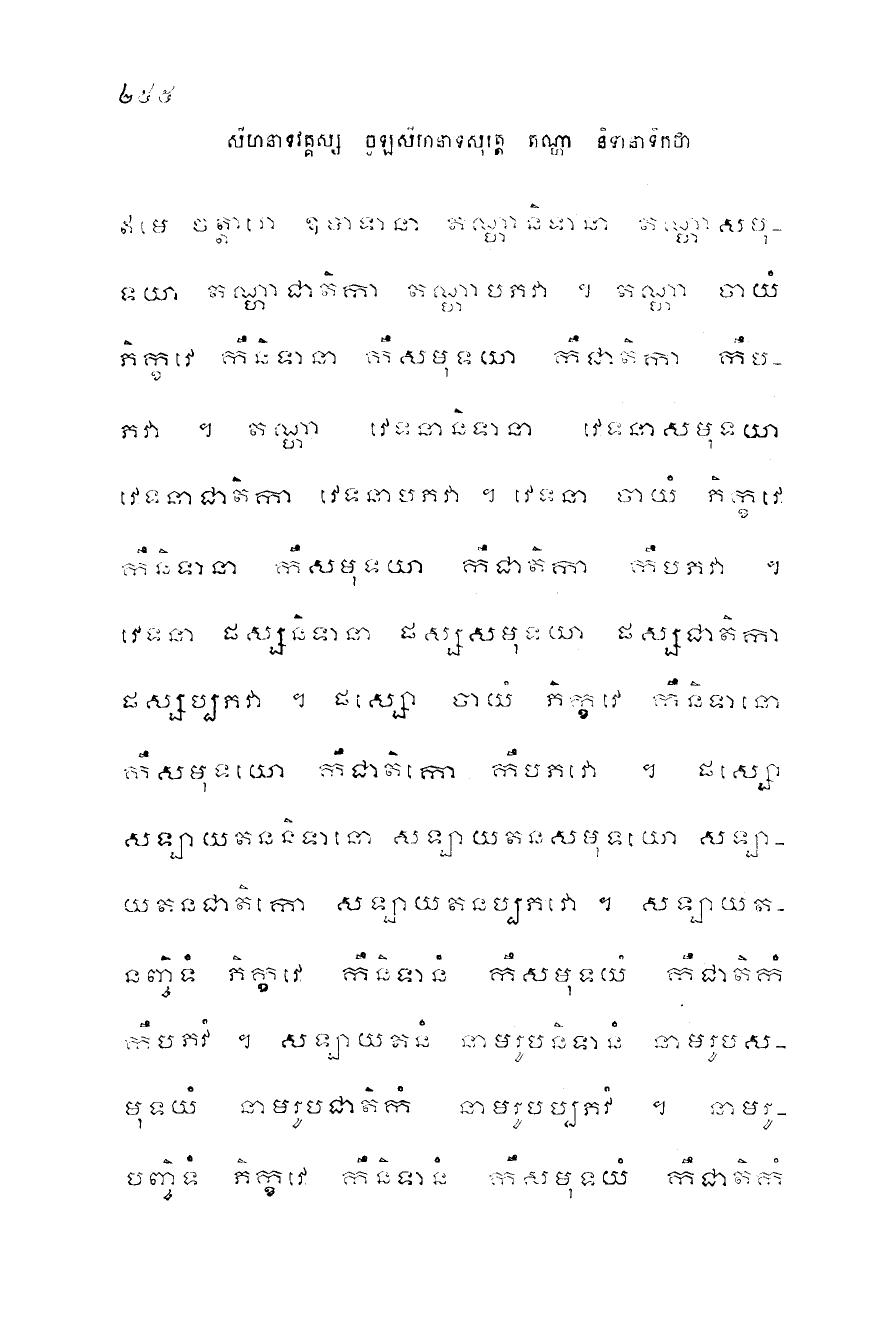 ២៩៥
សីហនាទវគ្គស្ស ចូឡសីហនាទសុត្តេ តណ្ហា និទានាទិកថា
ឥមេ ចត្តារោ ឧបាទានា តណ្ហានិទានា តណ្ហាសមុ-
ទយា តណ្ហាជាតិកា តណ្ហាបភវា ។ តណ្ហា ចាយំ
ភិក្ខវេ កឹនិទានា កឹសមុទយា កឹជាតិកា កឹប-
ភវា ។ តណ្ហា វេទនានិទានា វេទនាសមុទយា
វេទនាជាតិកា វេទនាបភវា ។ វេទនា ចាយំ ភិក្ខវេ
កឹនិទានា កឹសមុទយា កឹជាតិកា កឹបភវា ។
វេទនា ផស្សនិទានា ផស្សសមុទយា ផស្សជាតិកា
ផស្សប្បភវា ។ ផស្សោ ចាយំ ភិក្ខវេ កឹនិទានោ
កឹសមុទយោ កឹជាតិកោ កឹបភវោ ។ ផស្សោ
សឡាយតននិទានោ សឡាយតនសមុទយោ សឡា-
យតនជាតិកោ សឡាយតនប្បភវោ ។ សឡាយត-
នញ្ចិទំ ភិក្ខវេ កឹនិទានំ កឹសមុទយំ កឹជាតិកំ
កឹបភវំ ។ សឡាយតនំ នាមរូបនិទានំ នាមរូបស-
មុទយំ នាមរូបជាតិកំ នាមរូបប្បភវំ ។ នាមរូ-
បញ្ចិទំ ភិក្ខវេ កឹនិទានំ កឹសមុទយំ កឹជាតិកំ